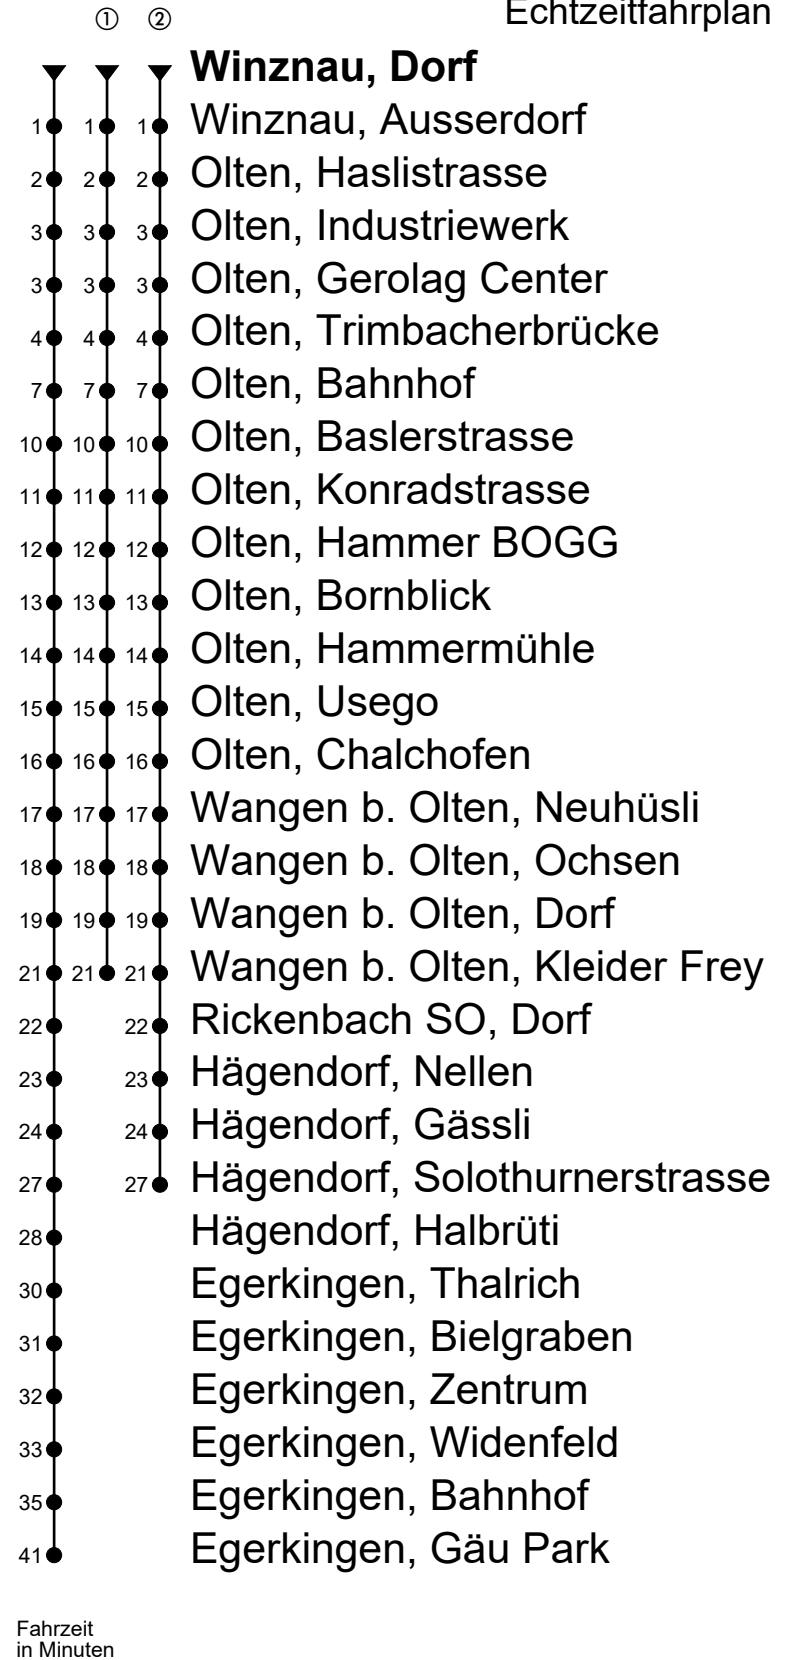 ① ② Echtzeitfahrplan
Winznau, Dorf
1 1 1 Winznau, Ausserdorf
2 2 2 Olten, Haslistrasse
3 3 3 Olten, Industriewerk
3 3 3 Olten, Gerolag Center
4 4 4 Olten, Trimbacherbrücke
7 7 7 Olten, Bahnhof
10 10 10 Olten, Baslerstrasse
11 11 11 Olten, Konradstrasse
12 12 12 Olten, Hammer BOGG
13 13 13 Olten, Bornblick
14 14 14 Olten, Hammermühle
15 15 15 Olten, Usego
16 16 16 Olten, Chalchofen
17 17 17 Wangen b. Olten, Neuhüsli
18 18 18 Wangen b. Olten, Ochsen
19 19 19 Wangen b. Olten, Dorf
21 21 21 Wangen b. Olten, Kleider Frey
22 22 Rickenbach SO, Dorf
23 23 Hägendorf, Nellen
24 24 Hägendorf, Gässli
27 27 Hägendorf, Solothurnerstrasse
28 Hägendorf, Halbrüti
30 Egerkingen, Thalrich
31 Egerkingen, Bielgraben
32 Egerkingen, Zentrum
33 Egerkingen, Widenfeld
35 Egerkingen, Bahnhof
41 Egerkingen, Gäu Park
Fahrzeit
in Minuten